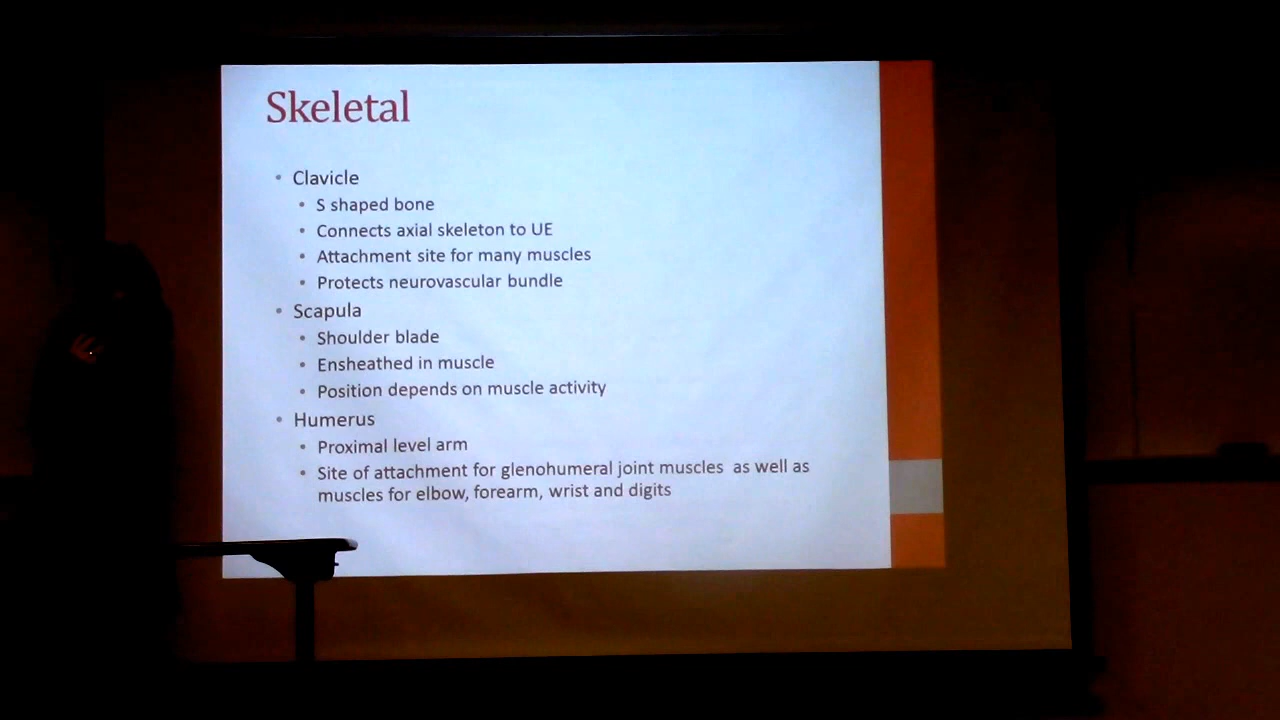 Skeletal
• Clavicle
• S shaped bone
• Connects axial skeleton to UE
• Attachment site for many muscles
• Protects neurovascular bundle
• Scapula
• Shoulder blade
• Ensheathed in muscle
• Position depends on muscle activity
• Humerus
• Proximal level arm
• Site of attachment for glenohumeral joint muscles as well as
muscles for elbow, forearm, wrist and digits